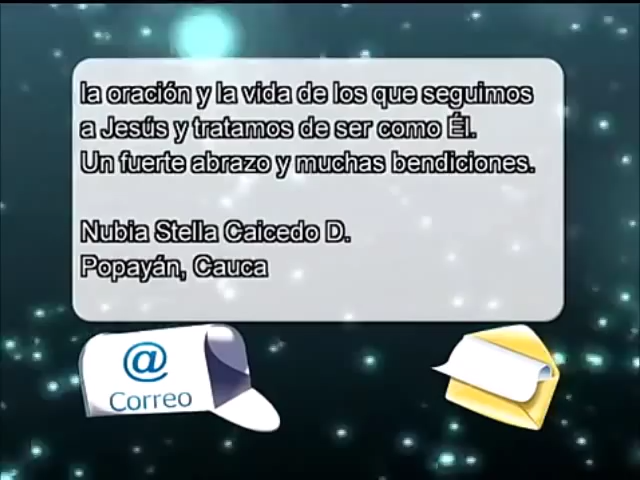 la oración y la vida de los que seguimos
a Jesús y tratamos de ser como Él.
Un fuerte abrazo y muchas bendiciones.
Nubia Stella Caicedo D.
Popayán, Cauca
@
Correo